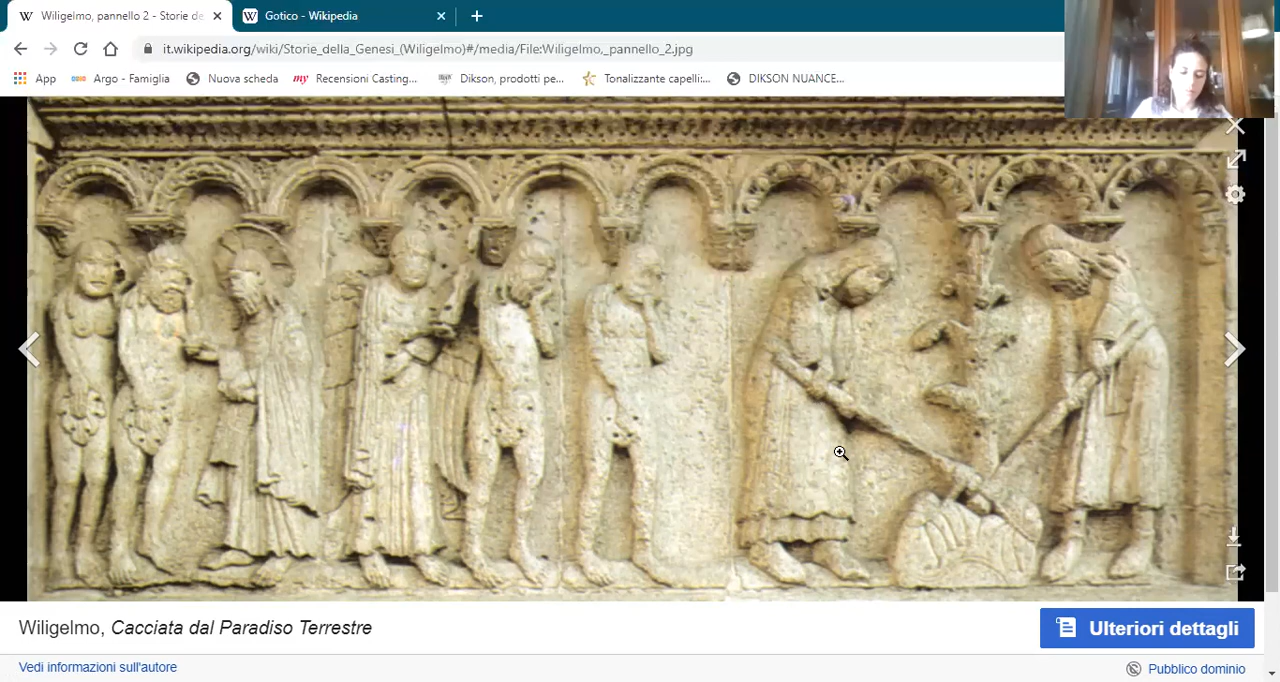 Wiligelmo, pannello 2 - Storie de
Gotico - Wikipedia
it.wikipedia.org/wiki/Storie_della_Genesi_(Wiligelmo)#/media/File:Wiligelmo,_pannello_2.jpg
App
Argo - Famiglia
Nuova scheda
my Recensioni Casting...
Dikson, prodotti pe...
Tonalizzante capelli:...
DIKSON NUANCE...
Wiligelmo, Cacciata dal Paradiso Terrestre
Ulteriori dettagli
Vedi informazioni sull'autore
Pubblico dominio